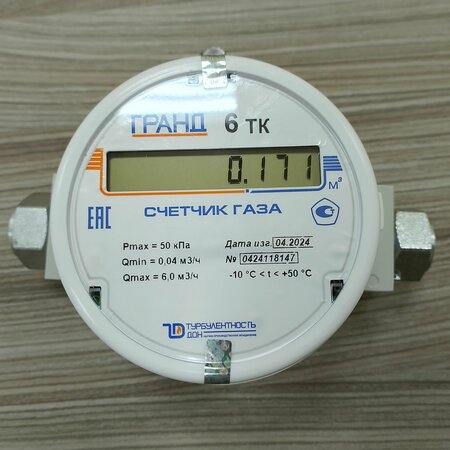 ГРАНД 6 ТК
0.171
м³
ЕАС
СЧЕТЧИК ГАЗА
Pmax = 50 кПа
Qmin = 0,04 м3/ч
Qmax = 6,0 м3/ч
Дата изг. 04.2024
№ 0424118147
-10 °C < t < +50 °C
ТУРБУЛЕНТНОСТЬ
ДОН